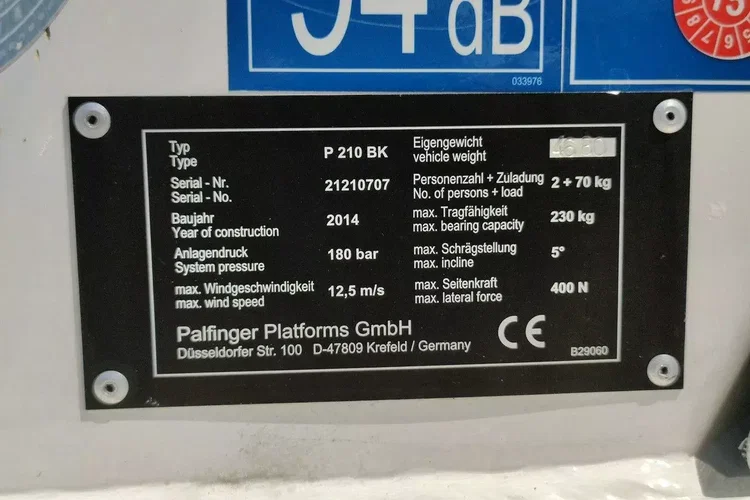 dB
033976
Typ
Type
P 210 BK
Serial - Nr.
Serial - No.
21210707
Baujahr
Year of construction
2014
Anlagendruck
System pressure
180 bar
max. Windgeschwindigkeit
max. wind speed
12,5 m/s
Eigengewicht
vehicle weight
Personenzahl + Zuladung
No. of persons + load
2 + 70 kg
max. Tragfähigkeit
max. bearing capacity
230 kg
max. Schrägstellung
max. incline
5°
max. Seitenkraft
max. lateral force
400 N
Palfinger Platforms GmbH
Düsseldorfer Str. 100 D-47809 Krefeld / Germany
CE
B29060